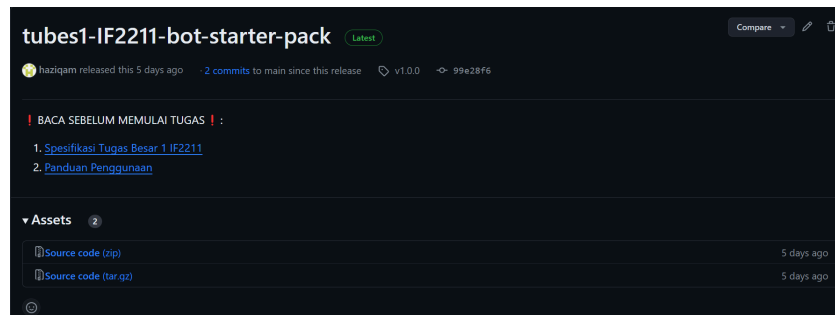 tubes1-IF2211-bot-starter-pack Latest Compare
haziqam released this 5 days ago · 2 commits to main since this release v1.0.0 99e28f6
❗ BACA SEBELUM MEMULAI TUGAS ❗ :
1. Spesifikasi Tugas Besar 1 IF2211
2. Panduan Penggunaan
Assets 2
Source code (zip) 5 days ago
Source code (tar.gz) 5 days ago